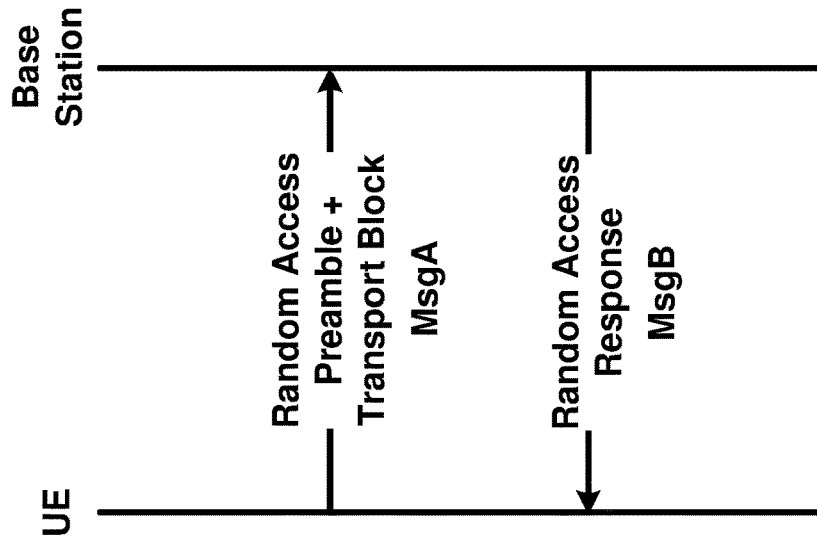 UE
Base
Station
Random Access
Preamble +
Transport Block
MsgA
Random Access
Response
MsgB